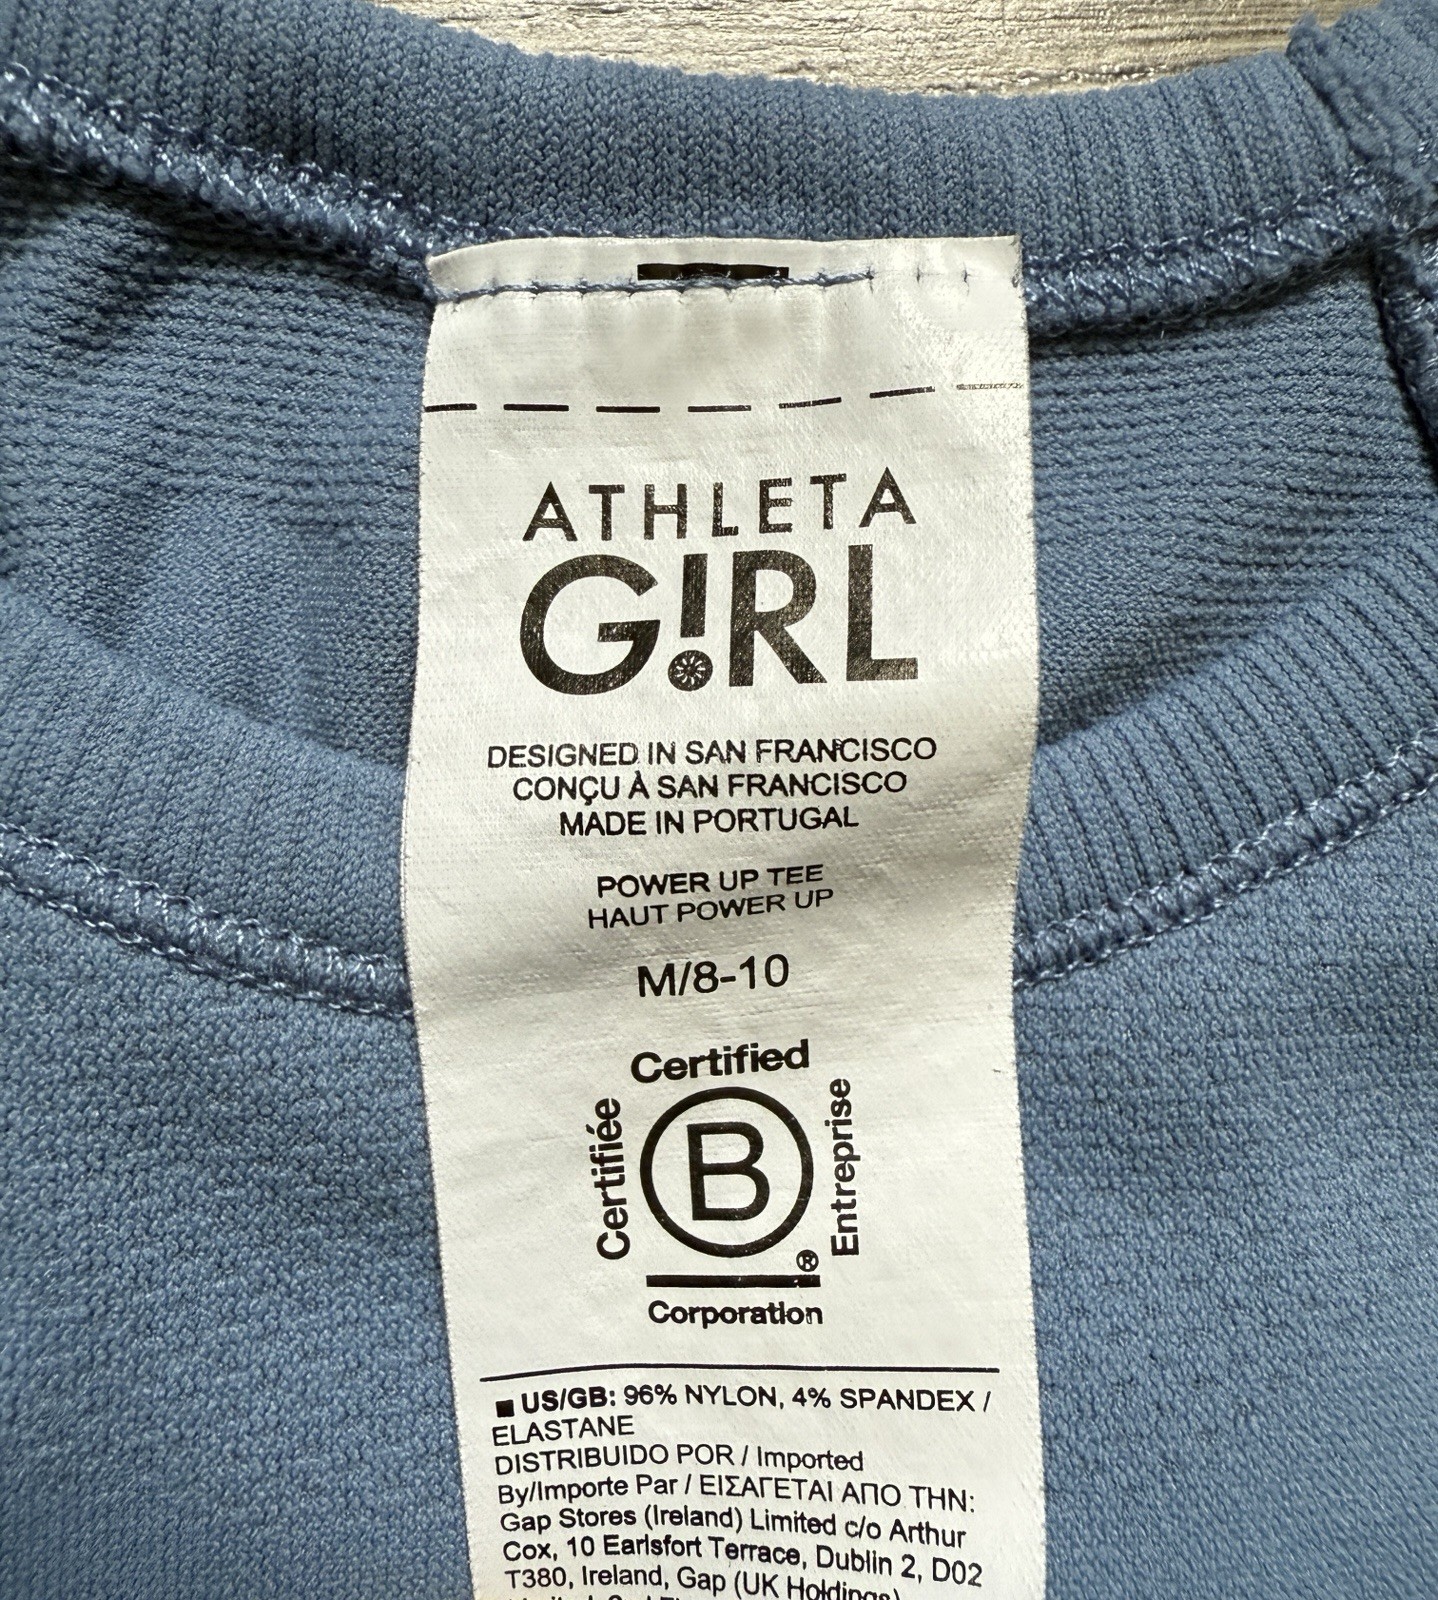 ATHLETA
G!RL
DESIGNED IN SAN FRANCISCO
CONÇU À SAN FRANCISCO
MADE IN PORTUGAL
POWER UP TEE
HAUT POWER UP
M/8-10
Certified
Certifiée
B
Entreprise
®
Corporation
US/GB: 96% NYLON, 4% SPANDEX /
ELASTANE
DISTRIBUIDO POR / Imported
By/Importe Par / ΕΙΣΑΓΕΤΑΙ ΑΠΟ ΤΗΝ:
Gap Stores (Ireland) Limited c/o Arthur
Cox, 10 Earlsfort Terrace, Dublin 2, D02
T380, Ireland, Gap (UK Holdings)